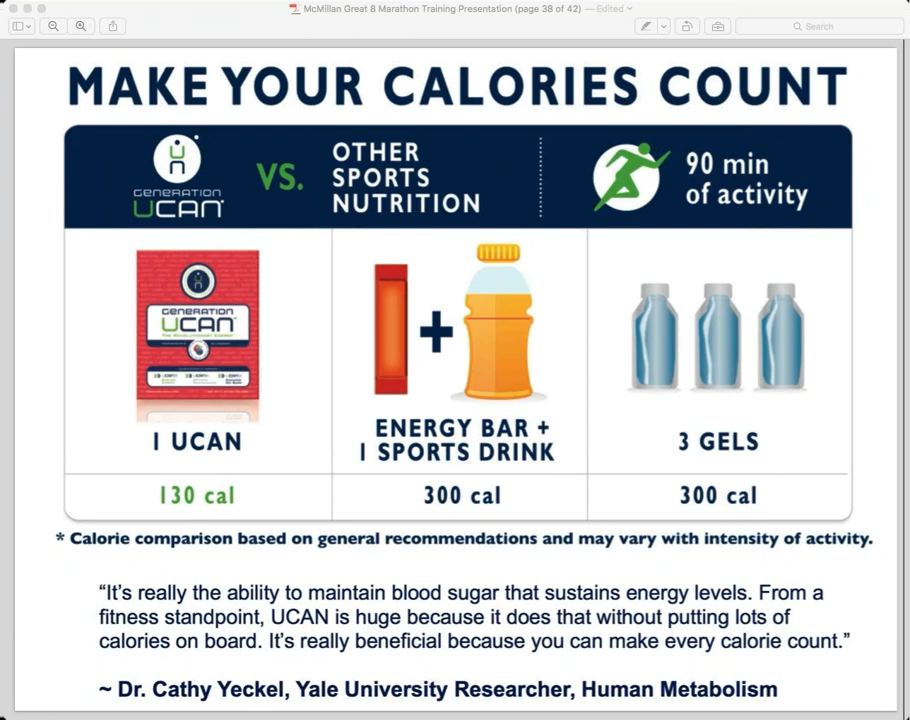 McMillan Great 8 Marathon Training Presentation (page 38 of 42) — Edited
Search
MAKE YOUR CALORIES COUNT
GENERATION
UCAN
VS.
OTHER
SPORTS
NUTRITION
90 min
of activity
GENERATION
UCAN
1 UCAN
ENERGY BAR +
1 SPORTS DRINK
3 GELS
130 cal
300 cal
300 cal
* Calorie comparison based on general recommendations and may vary with intensity of activity.
“It’s really the ability to maintain blood sugar that sustains energy levels. From a
fitness standpoint, UCAN is huge because it does that without putting lots of
calories on board. It’s really beneficial because you can make every calorie count.”
~ Dr. Cathy Yeckel, Yale University Researcher, Human Metabolism